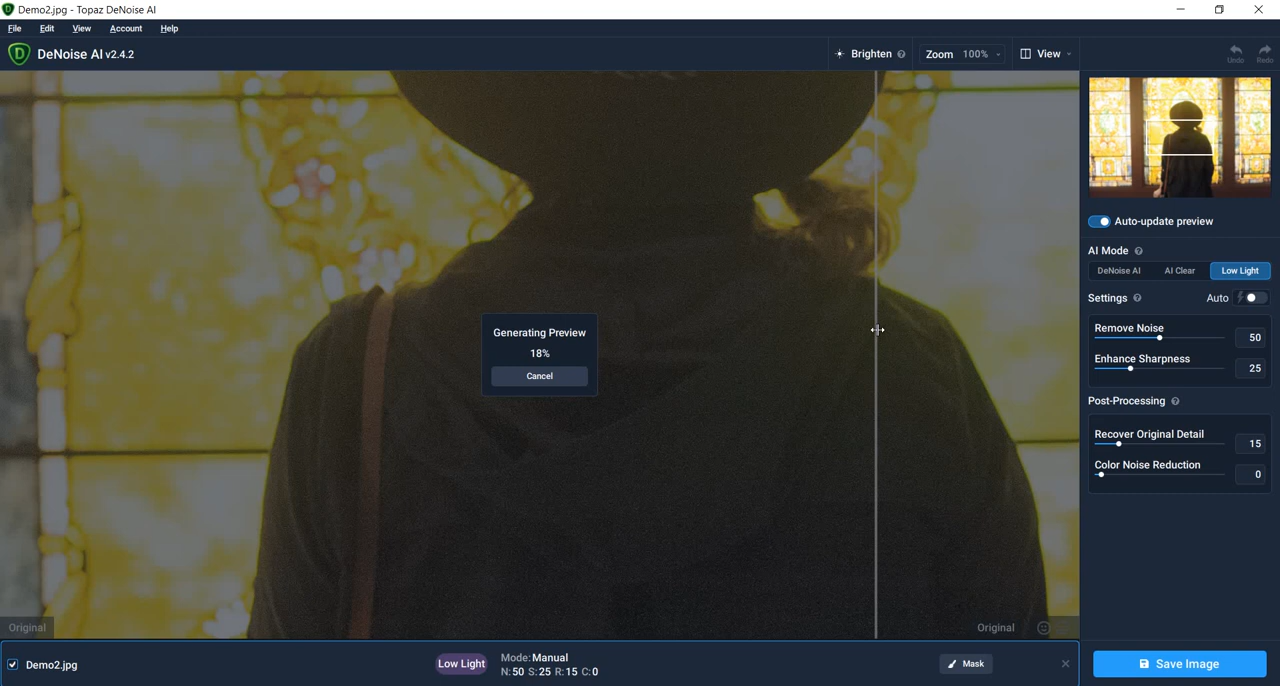 Demo2.jpg - Topaz DeNoise AI
File Edit View Account Help
DeNoise AI v2.4.2
Brighten
Zoom 100%
View
Undo Redo
Auto-update preview
AI Mode
DeNoise AI AI Clear Low Light
Settings Auto
Remove Noise 50
Enhance Sharpness 25
Post-Processing
Recover Original Detail 15
Color Noise Reduction 0
Generating Preview
18%
Cancel
Original Original
Demo2.jpg
Low Light
Mode: Manual
N:50 S:25 R:15 C:0
Mask
Save Image